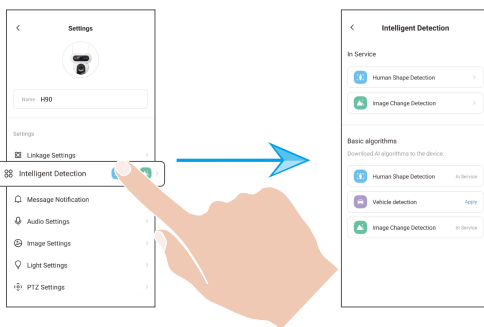 Settings
Name H90
Settings
Linkage Settings
Intelligent Detection
Message Notification
Audio Settings
Image Settings
Light Settings
PTZ Settings
Intelligent Detection
In Service
Human Shape Detection
Image Change Detection
Basic algorithms
Download AI algorithms to the device.
Human Shape Detection In Service
Vehicle detection Apply
Image Change Detection In Service